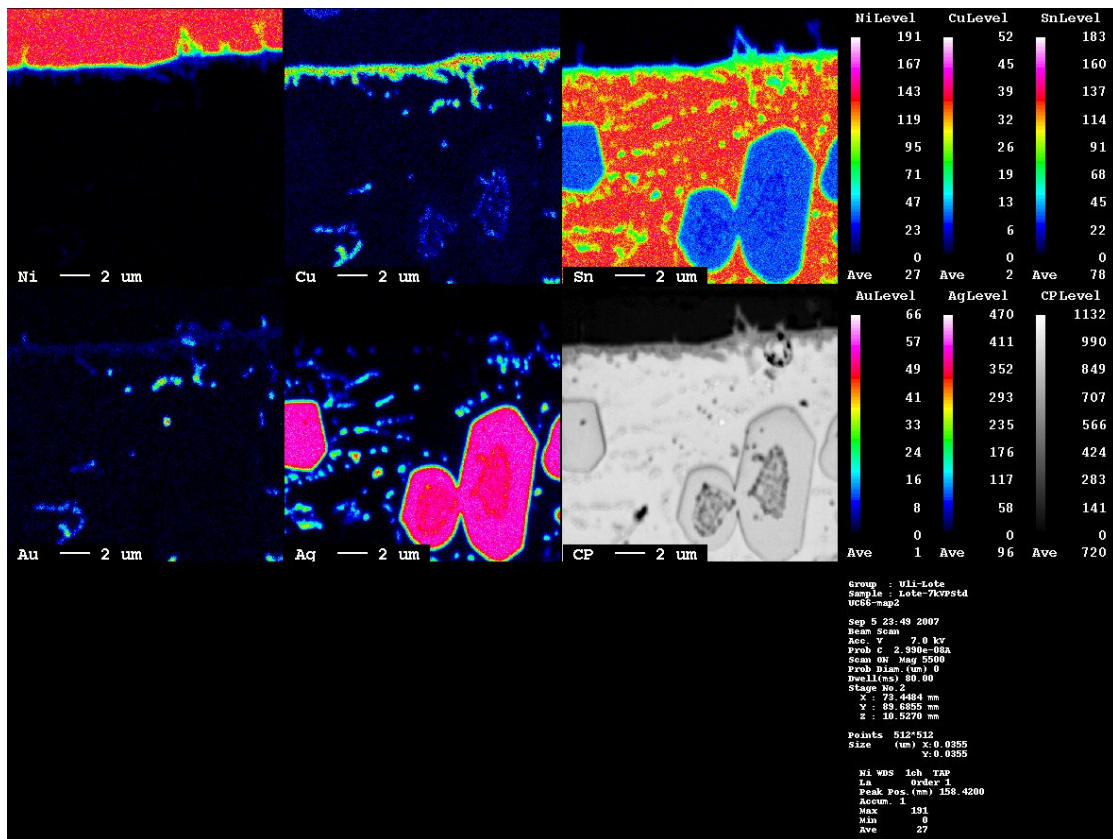 NiLevel CuLevel SnLevel
191 52 183
167 45 160
143 39 137
119 32 114
95 26 91
71 19 68
47 13 45
23 6 22
0 0 0
Ave 27 Ave 2 Ave 78
Ni 2 um Cu 2 um Sn 2 um
AuLevel AgLevel CPLevel
66 470 1132
57 411 990
49 352 849
41 293 707
33 235 566
24 176 424
16 117 283
8 58 141
0 0 0
Ave 1 Ave 96 Ave 720
Au 2 um Ag 2 um CP 2 um
Group : Uli-Lote
Sample : Lote-7kVPStd
UC66-map2
Sep 5 23:49 2007
Beam Scan
Acc. V 7.0 kV
Prob C 2.990e-08A
Scan ON Mag 5500
Prob Diam.(um) 0
Dwell(ms) 80.00
Stage No.2
X : 73.4484 mm
Y : 89.6855 mm
Z : 10.5270 mm
Points 512*512
Size (um) X:0.0355
Y:0.0355
Ni WDS 1ch TAP
La Order 1
Peak Pos.(mm) 158.4200
Accum. 1
Max 191
Min 0
Ave 27